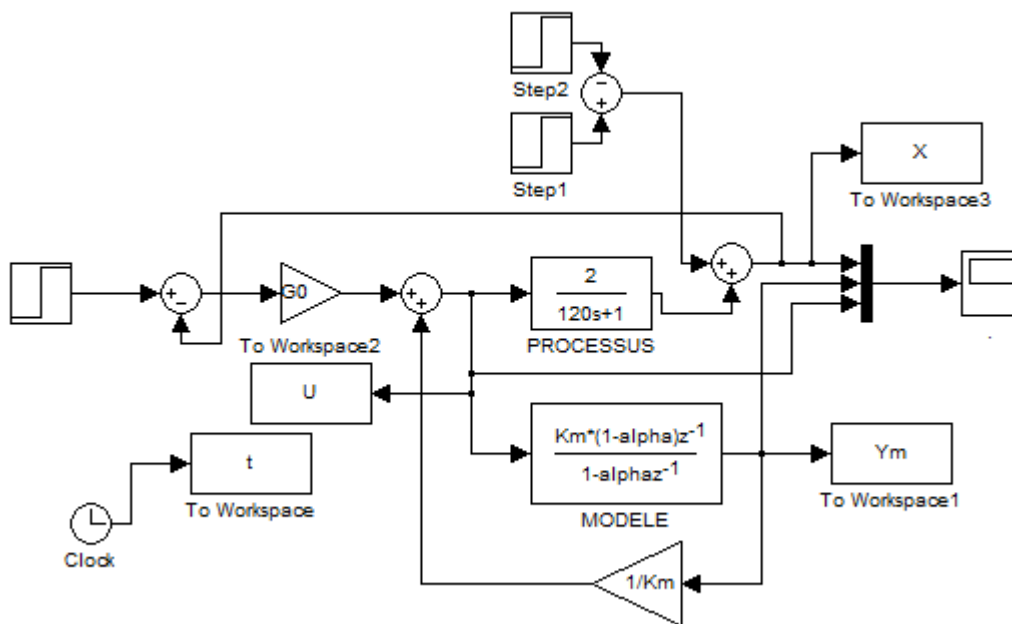 Step2
Step1
X
To Workspace3
+
-
G0
To Workspace2
+
+
2
120s+1
PROCESSUS
+
+
-
+
U
t
To Workspace
Clock
Km*(1-alpha)z⁻¹
1-alphaz⁻¹
MODELE
Ym
To Workspace1
1/Km